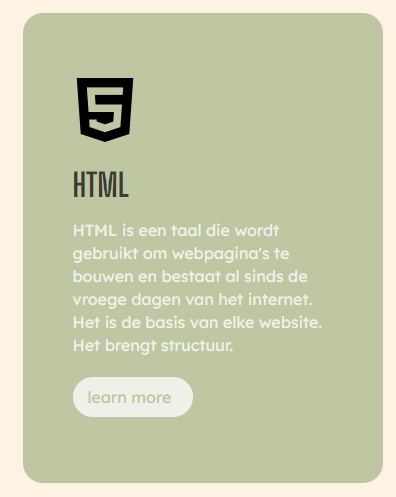 HTML
HTML is een taal die wordt
gebruikt om webpagina's te
bouwen en bestaat al sinds de
vroege dagen van het internet.
Het is de basis van elke website.
Het brengt structuur.
learn more